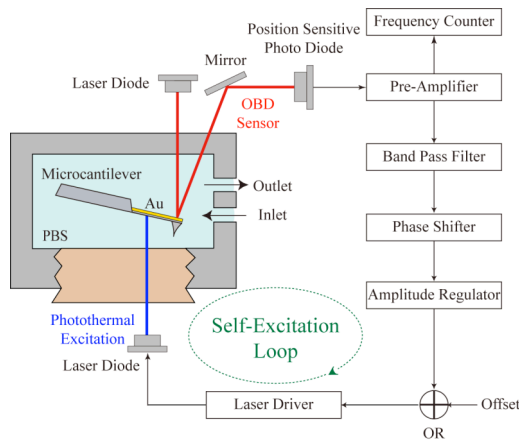 Position Sensitive
Photo Diode
Frequency Counter
Mirror
Laser Diode
OBD
Sensor
Pre-Amplifier
Band Pass Filter
Microcantilever
Au
Outlet
Inlet
PBS
Phase Shifter
Amplitude Regulator
Photothermal
Excitation
Self-Excitation
Loop
Laser Diode
Laser Driver
Offset
OR